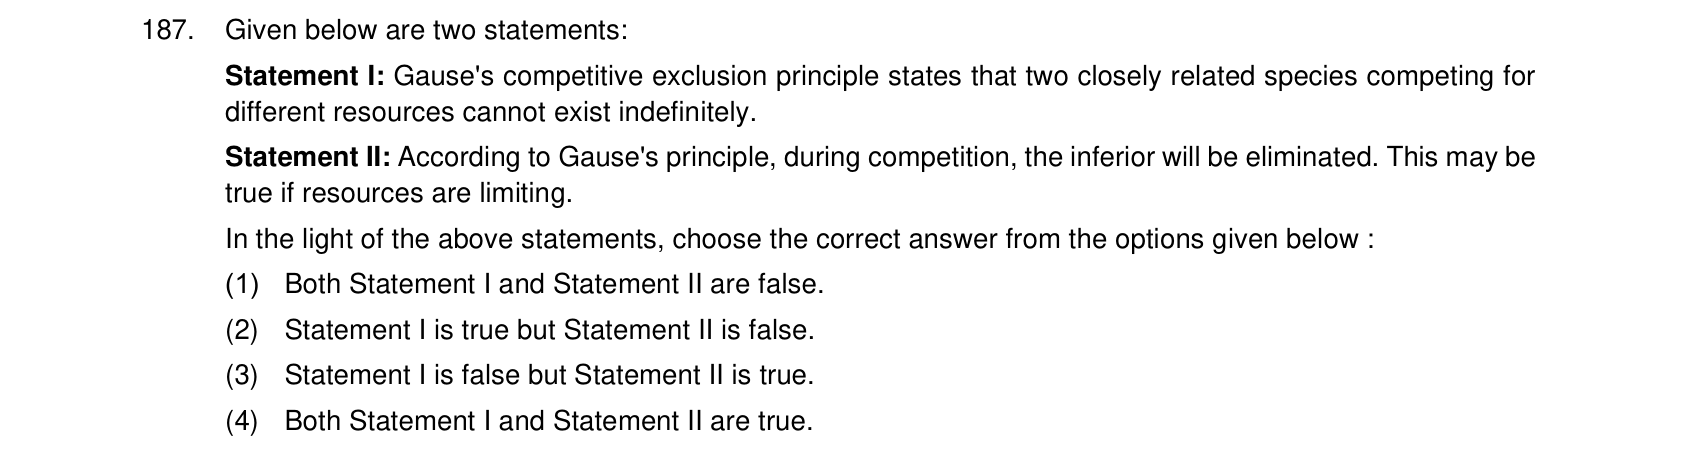 187. Given below are two statements:
Statement I: Gause's competitive exclusion principle states that two closely related species competing for
different resources cannot exist indefinitely.
Statement II: According to Gause's principle, during competition, the inferior will be eliminated. This may be
true if resources are limiting.
In the light of the above statements, choose the correct answer from the options given below :
(1) Both Statement I and Statement II are false.
(2) Statement I is true but Statement II is false.
(3) Statement I is false but Statement II is true.
(4) Both Statement I and Statement II are true.